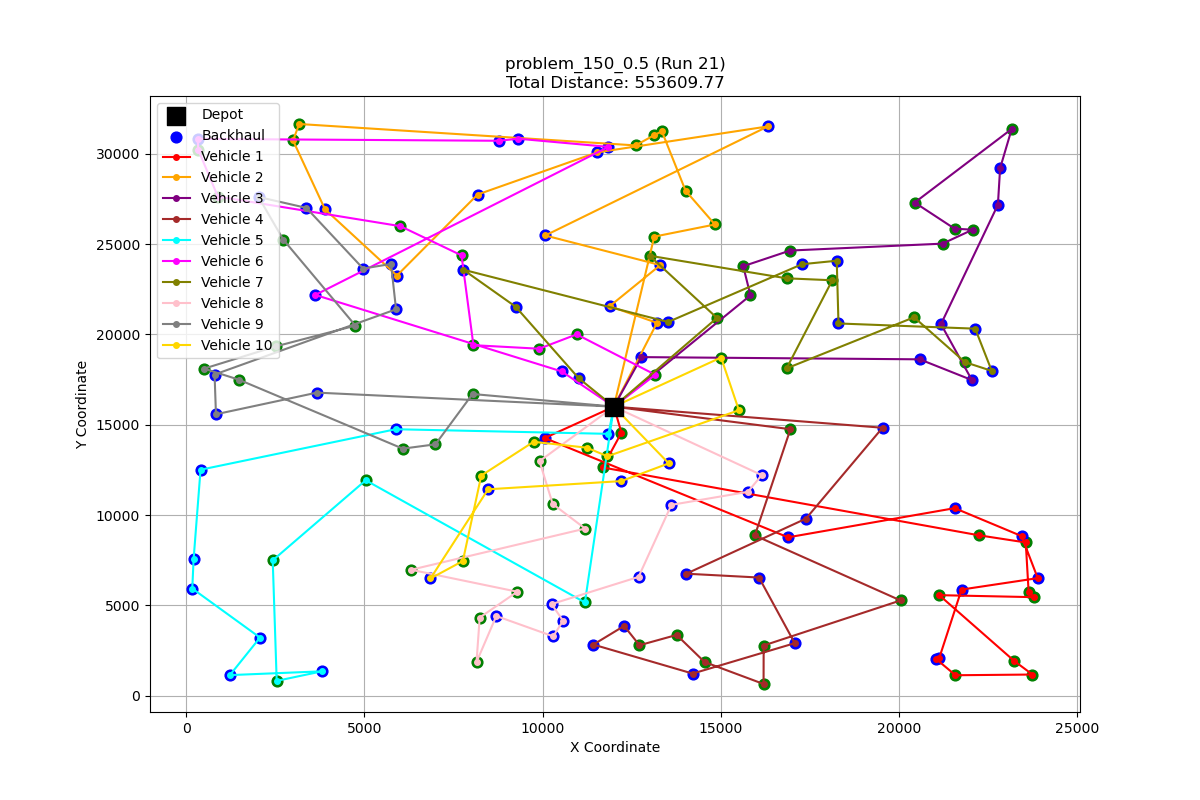 problem_150_0.5 (Run 21)
Total Distance: 553609.77
Depot
Backhaul
Vehicle 1
Vehicle 2
Vehicle 3
Vehicle 4
Vehicle 5
Vehicle 6
Vehicle 7
Vehicle 8
Vehicle 9
Vehicle 10
30000
25000
20000
15000
10000
5000
0
Y Coordinate
0 5000 10000 15000 20000 25000
X Coordinate